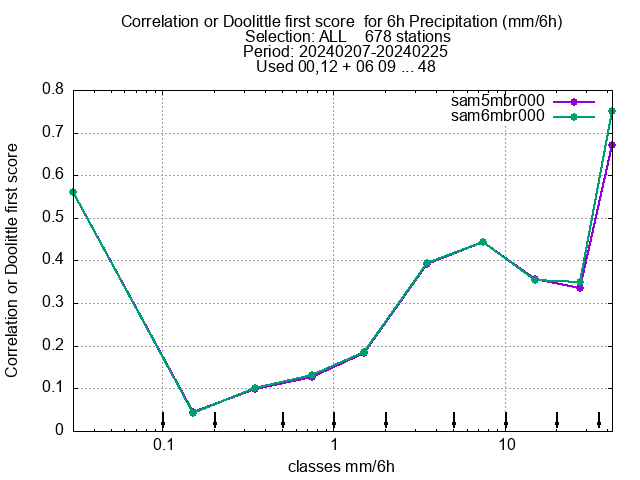 Correlation or Doolittle first score  for 6h Precipitation (mm/6h)
Selection: ALL    678 stations
Period: 20240207-20240225
Used 00,12 + 06 09 ... 48
sam5mbr000
sam6mbr000
0.8
0.7
0.6
0.5
0.4
0.3
0.2
0.1
0
Correlation or Doolittle first score
0.1
1
10
classes mm/6h